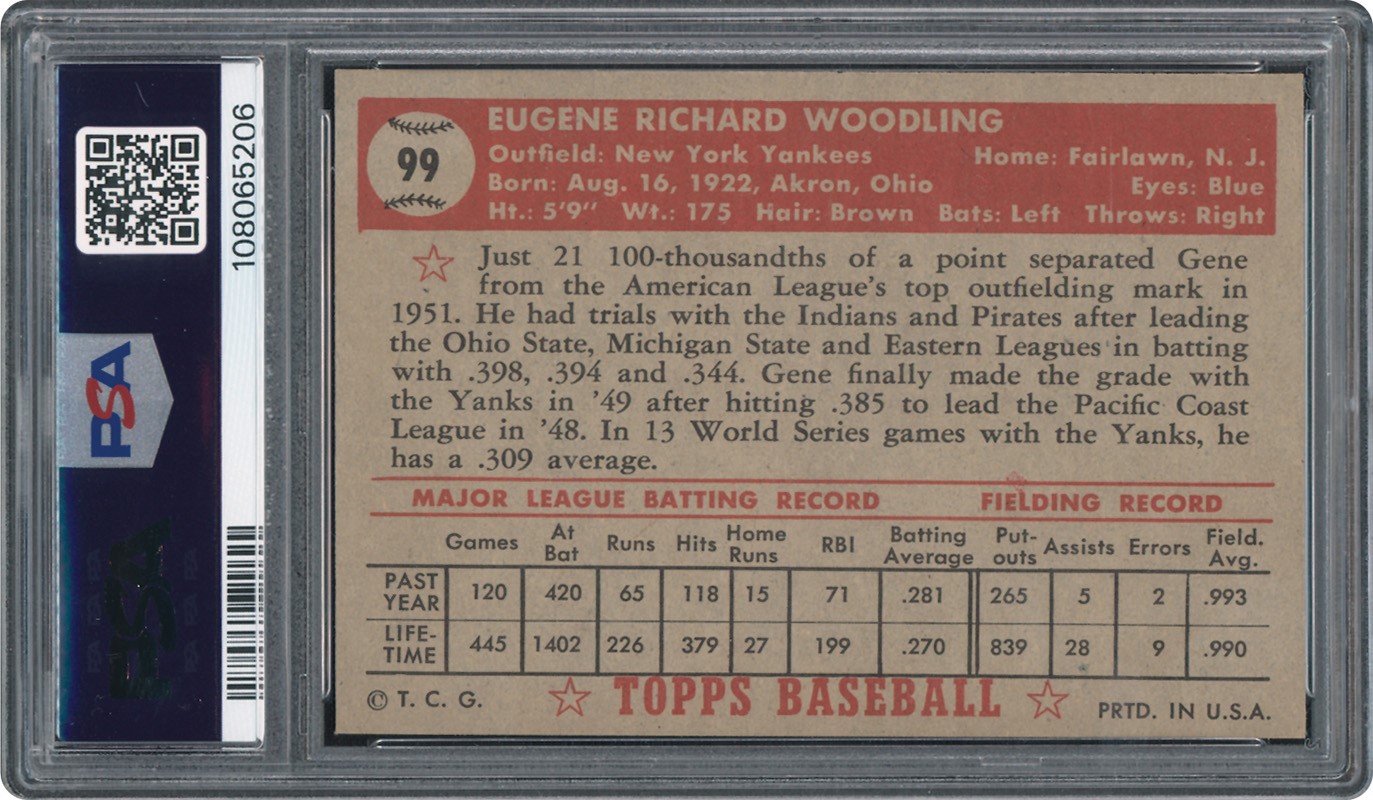 108065206
PSA
99
EUGENE RICHARD WOODLING
Outfield: New York Yankees Home: Fairlawn, N. J.
Born: Aug. 16, 1922, Akron, Ohio Eyes: Blue
Ht.: 5'9" Wt.: 175 Hair: Brown Bats: Left Throws: Right
Just 21 100-thousandths of a point separated Gene
from the American League's top outfielding mark in
1951. He had trials with the Indians and Pirates after leading
the Ohio State, Michigan State and Eastern Leagues in batting
with .398, .394 and .344. Gene finally made the grade with
the Yanks in '49 after hitting .385 to lead the Pacific Coast
League in '48. In 13 World Series games with the Yanks, he
has a .309 average.
MAJOR LEAGUE BATTING RECORD FIELDING RECORD
Games At Bat Runs Hits Home Runs RBI Batting Average Put-outs Assists Errors Field. Avg.
PAST YEAR 120 420 65 118 15 71 .281 265 5 2 .993
LIFE-TIME 445 1402 226 379 27 199 .270 839 28 9 .990
© T. C. G. TOPPS BASEBALL PRTD. IN U.S.A.
PSA